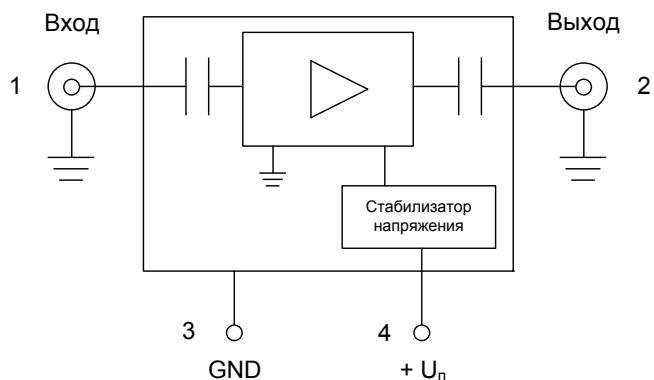 Вход
Выход
1
2
Стабилизатор
напряжения
3
4
GND
+ Uп